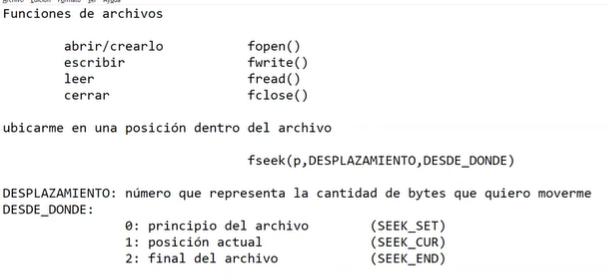 Archivo Edición Formato Ver Ayuda
Funciones de archivos
abrir/crearlo fopen()
escribir fwrite()
leer fread()
cerrar fclose()
ubicarme en una posición dentro del archivo
fseek(p,DESPLAZAMIENTO,DESDE_DONDE)
DESPLAZAMIENTO: número que representa la cantidad de bytes que quiero moverme
DESDE_DONDE:
0: principio del archivo (SEEK_SET)
1: posición actual (SEEK_CUR)
2: final del archivo (SEEK_END)